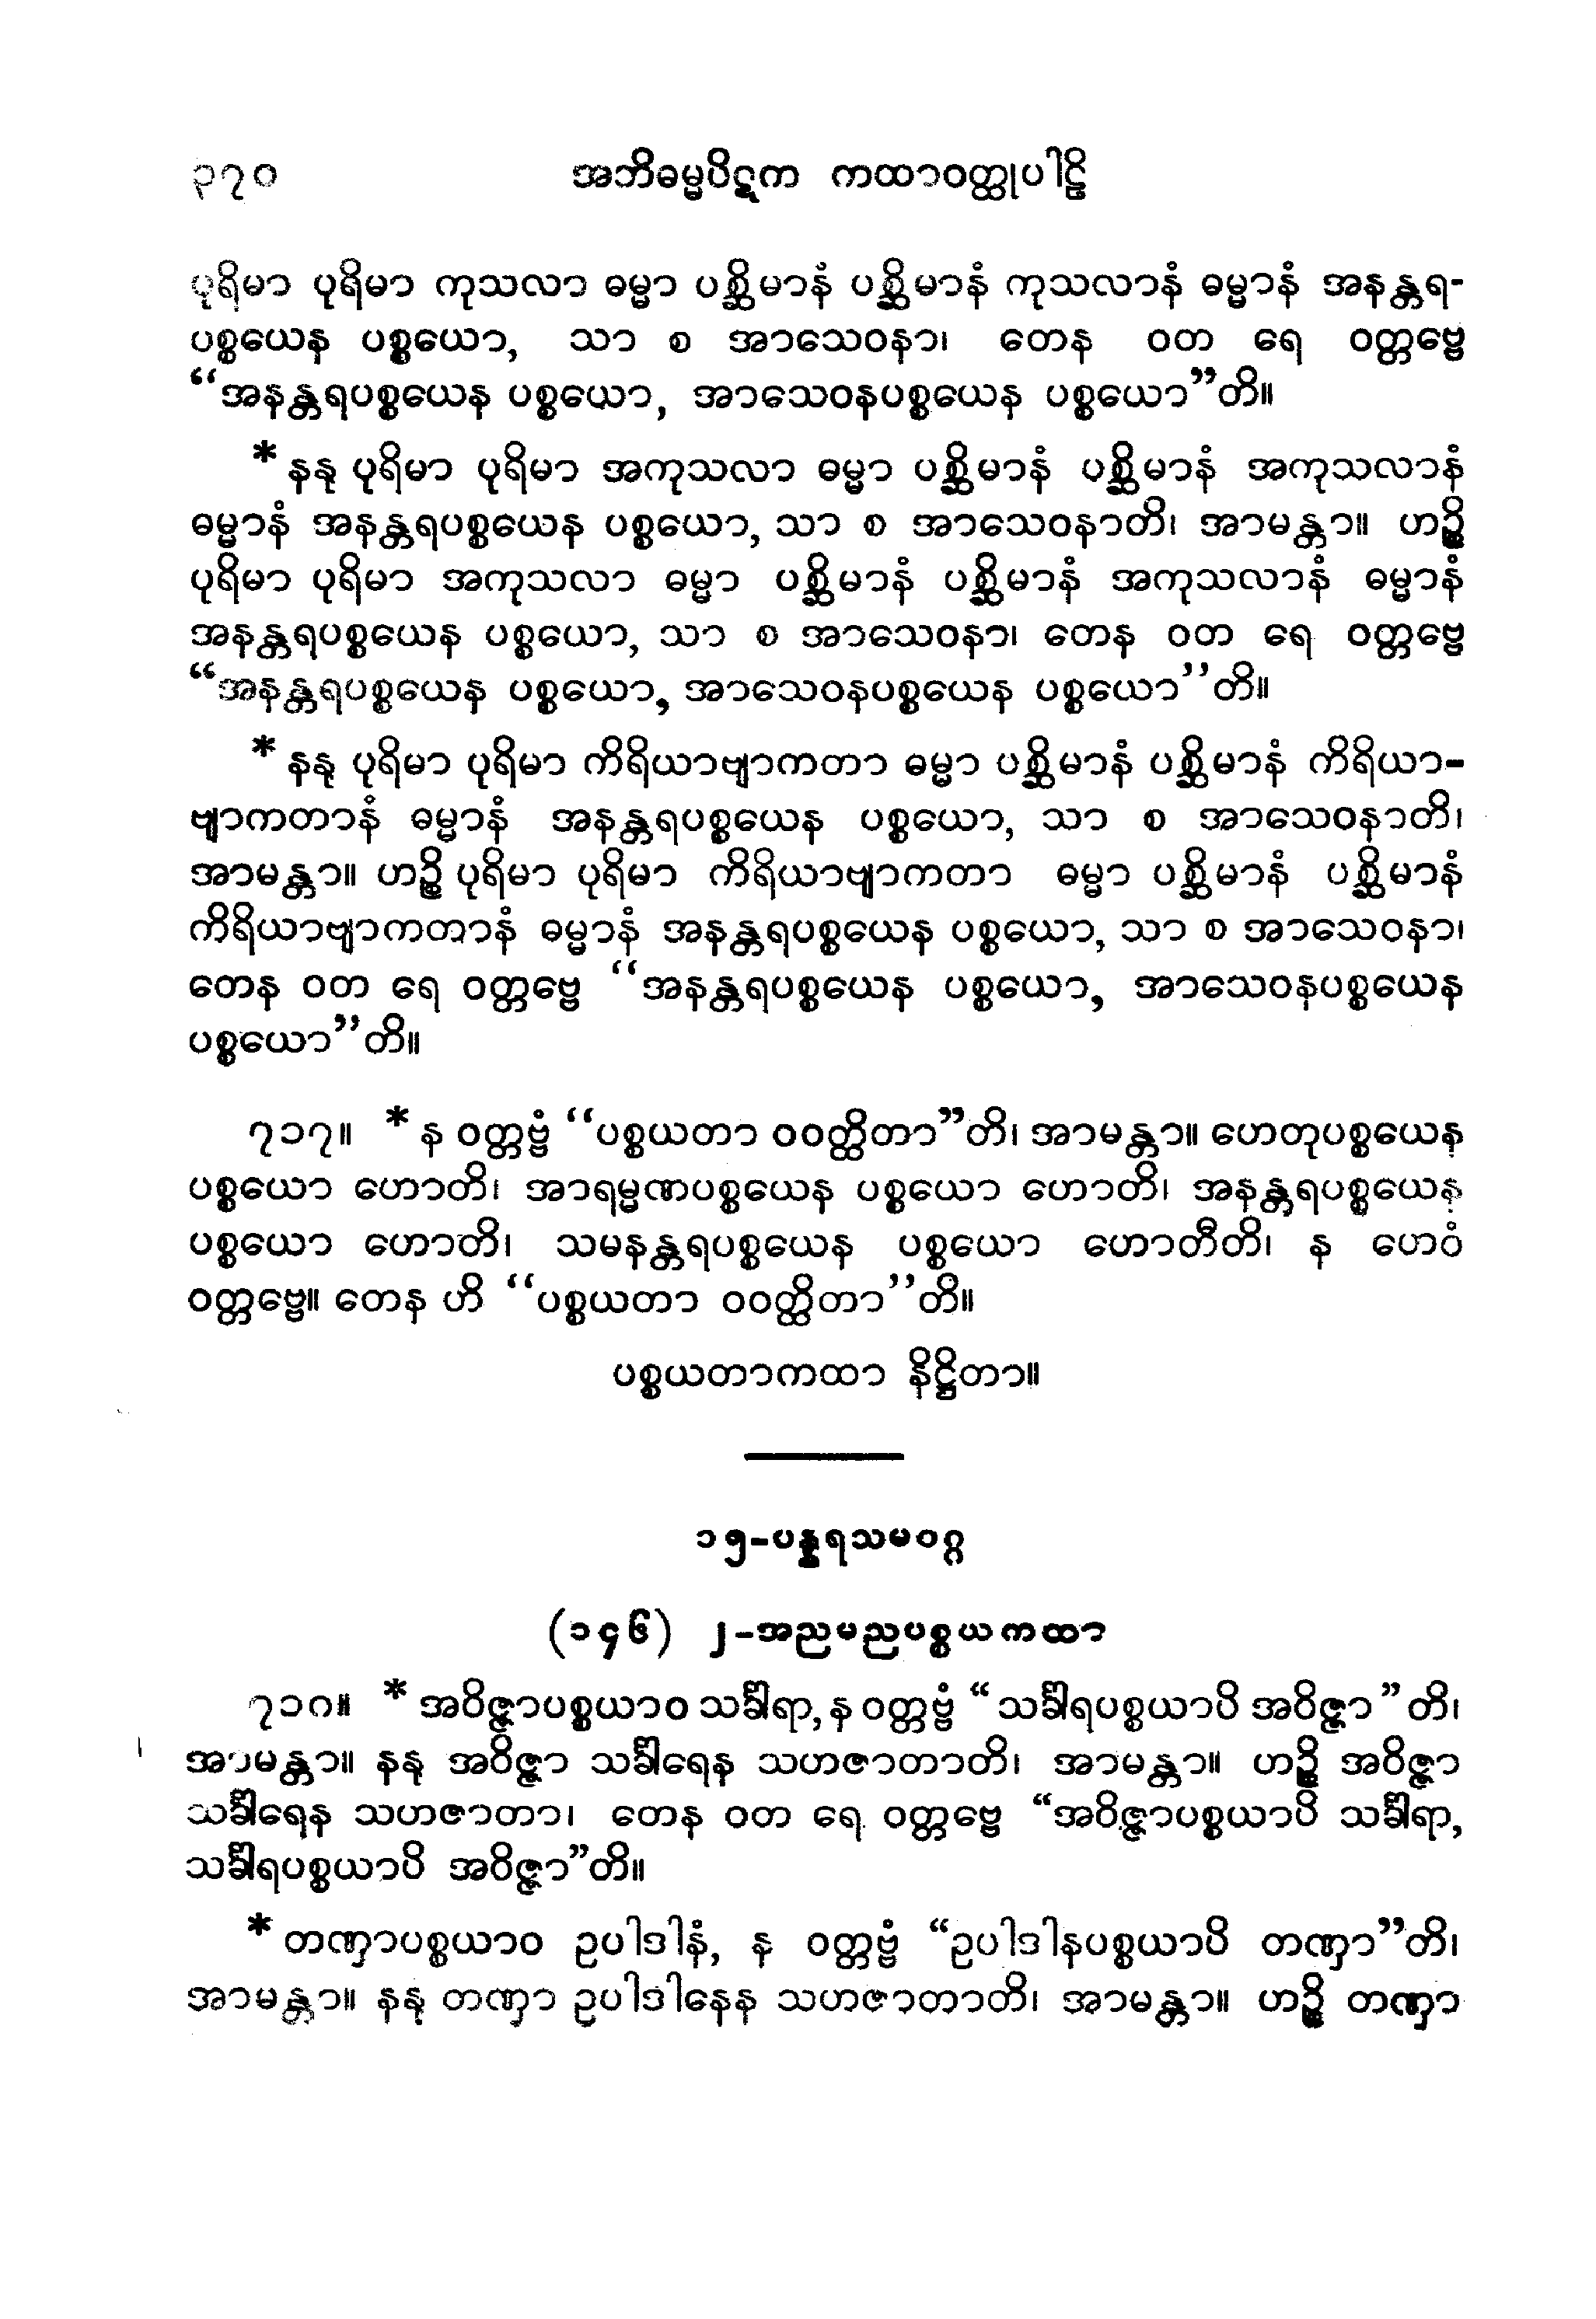 ၃၇၀ အဘိဓမ္မပိဋက ကထာဝတ္ထုပါဠိ
ပုရိမာ ပုရိမာ ကုသလာ ဓမ္မာ ပစ္ဆိမာနံ ပစ္ဆိမာနံ ကုသလာနံ ဓမ္မာနံ အနန္တရ-
ပစ္စယေန ပစ္စယော, သာ စ အာသေဝနာ၊ တေန ဝတ ရေ ဝတ္တဗ္ဗေ
“အနန္တရပစ္စယေန ပစ္စယော, အာသေဝနပစ္စယေန ပစ္စယော”တိ။
* နနု ပုရိမာ ပုရိမာ အကုသလာ ဓမ္မာ ပစ္ဆိမာနံ ပစ္ဆိမာနံ အကုသလာနံ
ဓမ္မာနံ အနန္တရပစ္စယေန ပစ္စယော, သာ စ အာသေဝနာတိ၊ အာမန္တာ။ ဟဉ္စိ
ပုရိမာ ပုရိမာ အကုသလာ ဓမ္မာ ပစ္ဆိမာနံ ပစ္ဆိမာနံ အကုသလာနံ ဓမ္မာနံ
အနန္တရပစ္စယေန ပစ္စယော, သာ စ အာသေဝနာ၊ တေန ဝတ ရေ ဝတ္တဗ္ဗေ
“အနန္တရပစ္စယေန ပစ္စယော, အာသေဝနပစ္စယေန ပစ္စယော”တိ။
* နနု ပုရိမာ ပုရိမာ ကိရိယာဗျာကတာ ဓမ္မာ ပစ္ဆိမာနံ ပစ္ဆိမာနံ ကိရိယာ-
ဗျာကတာနံ ဓမ္မာနံ အနန္တရပစ္စယေန ပစ္စယော, သာ စ အာသေဝနာတိ၊
အာမန္တာ။ ဟဉ္စိ ပုရိမာ ပုရိမာ ကိရိယာဗျာကတာ ဓမ္မာ ပစ္ဆိမာနံ ပစ္ဆိမာနံ
ကိရိယာဗျာကတာနံ ဓမ္မာနံ အနန္တရပစ္စယေန ပစ္စယော, သာ စ အာသေဝနာ၊
တေန ဝတ ရေ ဝတ္တဗ္ဗေ “အနန္တရပစ္စယေန ပစ္စယော, အာသေဝနပစ္စယေန
ပစ္စယော”တိ။
၇၁၇။ * န ဝတ္တဗ္ဗံ “ပစ္စယတာ ဝဝတ္ထိတာ”တိ၊ အာမန္တာ။ ဟေတုပစ္စယေန
ပစ္စယော ဟောတိ၊ အာရမ္မဏပစ္စယေန ပစ္စယော ဟောတိ၊ အနန္တရပစ္စယေန
ပစ္စယော ဟောတိ၊ သမနန္တရပစ္စယေန ပစ္စယော ဟောတီတိ၊ န ဟေဝံ
ဝတ္တဗ္ဗေ။ တေန ဟိ “ပစ္စယတာ ဝဝတ္ထိတာ”တိ။
ပစ္စယတာကထာ နိဋ္ဌိတာ။
၁၅-ပန္နရသမဝဂ္ဂ
(၁၄၆) ၂-အညမညပစ္စယကထာ
၇၁၈။ * အဝိဇ္ဇာပစ္စယာဝ သင်္ခါရာ, န ဝတ္တဗ္ဗံ “သင်္ခါရပစ္စယာပိ အဝိဇ္ဇာ”တိ၊
အာမန္တာ။ နနု အဝိဇ္ဇာ သင်္ခါရေန သဟဇာတာတိ၊ အာမန္တာ။ ဟဉ္စိ အဝိဇ္ဇာ
သင်္ခါရေန သဟဇာတာ၊ တေန ဝတ ရေ ဝတ္တဗ္ဗေ “အဝိဇ္ဇာပစ္စယာပိ သင်္ခါရာ,
သင်္ခါရပစ္စယာပိ အဝိဇ္ဇာ”တိ။
* တဏှာပစ္စယာဝ ဥပါဒါနံ, န ဝတ္တဗ္ဗံ “ဥပါဒါနပစ္စယာပိ တဏှာ”တိ၊
အာမန္တာ။ နနု တဏှာ ဥပါဒါနေန သဟဇာတာတိ၊ အာမန္တာ။ ဟဉ္စိ တဏှာ